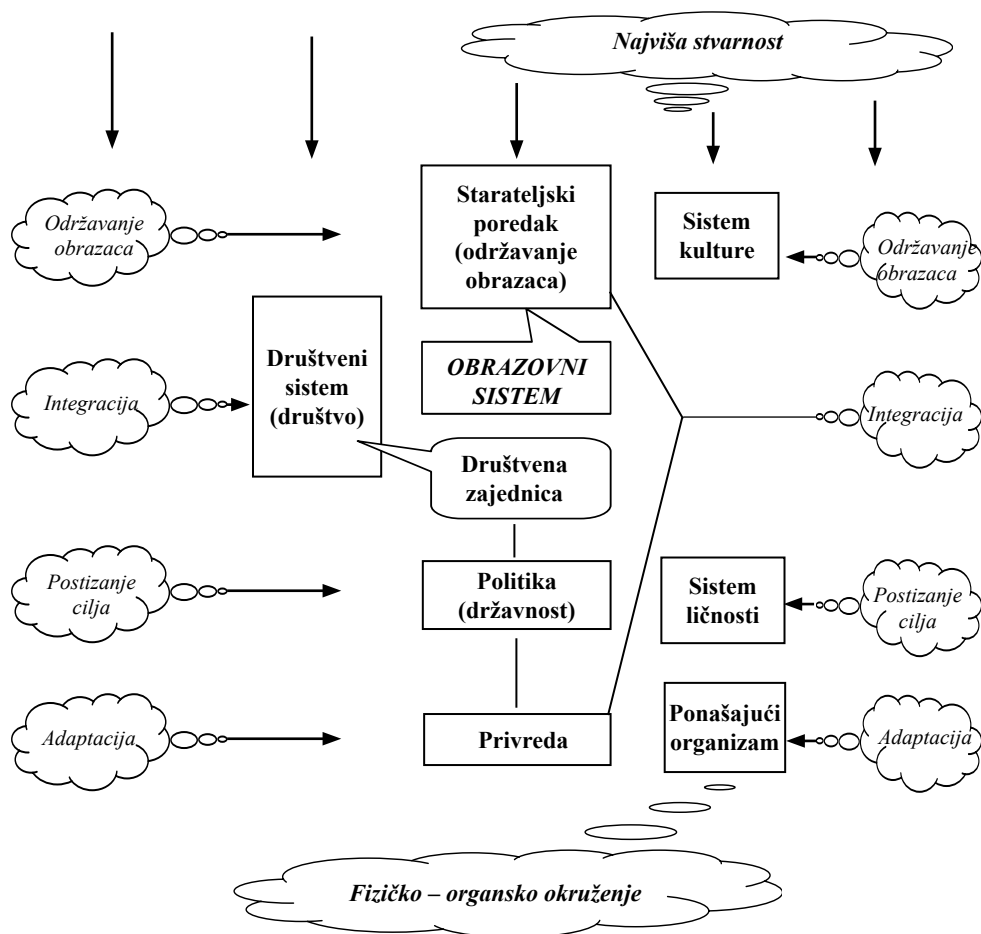 Najviša stvarnost
Održavanje
obrazaca
Starateljski
poredak
(održavanje
obrazaca)
Sistem
kulture
Održavanje
obrazaca
Integracija
Društveni
sistem
(društvo)
OBRAZOVNI
SISTEM
Integracija
Društvena
zajednica
Postizanje
cilja
Politika
(državnost)
Sistem
ličnosti
Postizanje
cilja
Adaptacija
Privreda
Ponašajući
organizam
Adaptacija
Fizičko – organsko okruženje